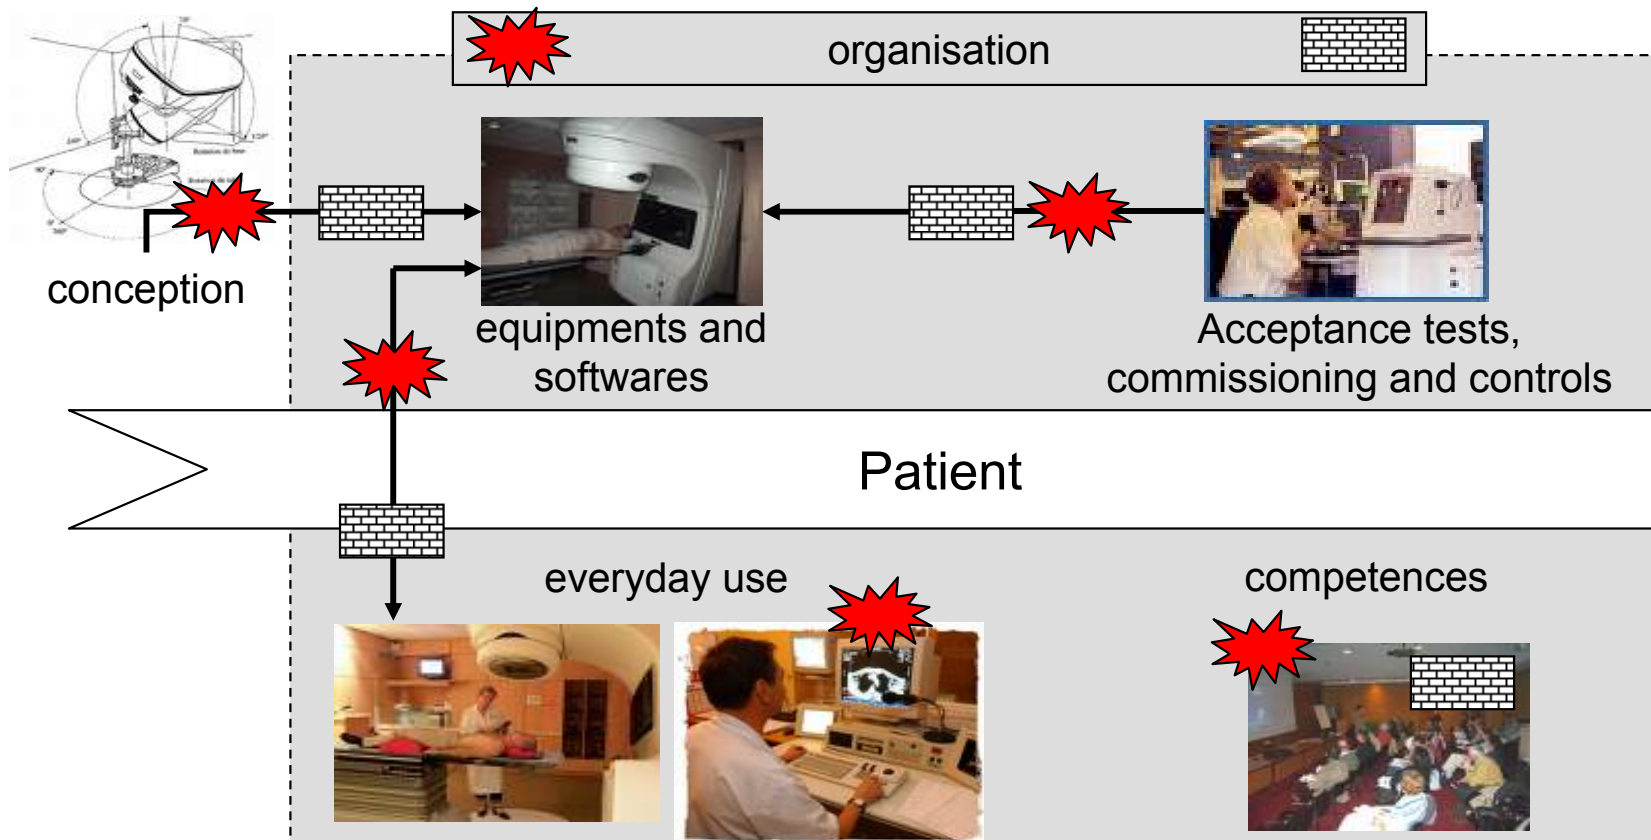 organisation
conception
equipments and
softwares
Acceptance tests,
commissioning and controls
Patient
everyday use
competences